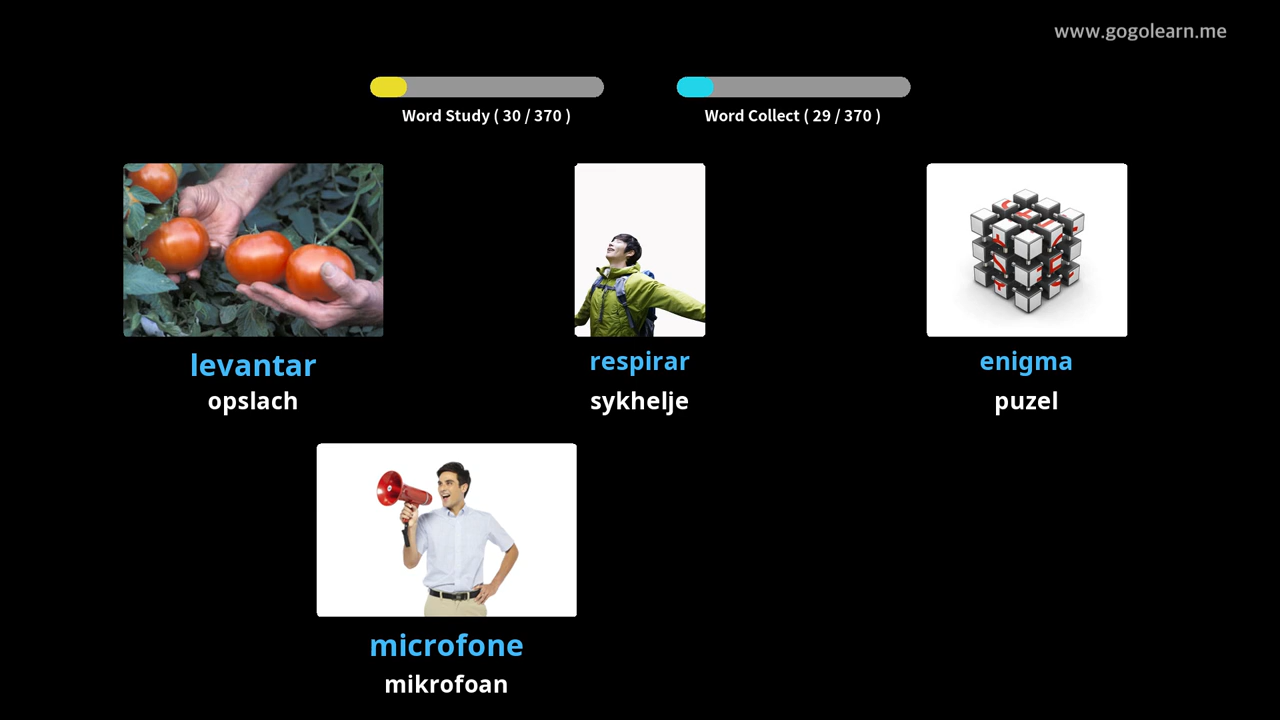 www.gogolearn.me
Word Study ( 30 / 370 )
Word Collect ( 29 / 370 )
levantar
opslach
respirar
sykhelje
enigma
puzel
microfone
mikrofoan